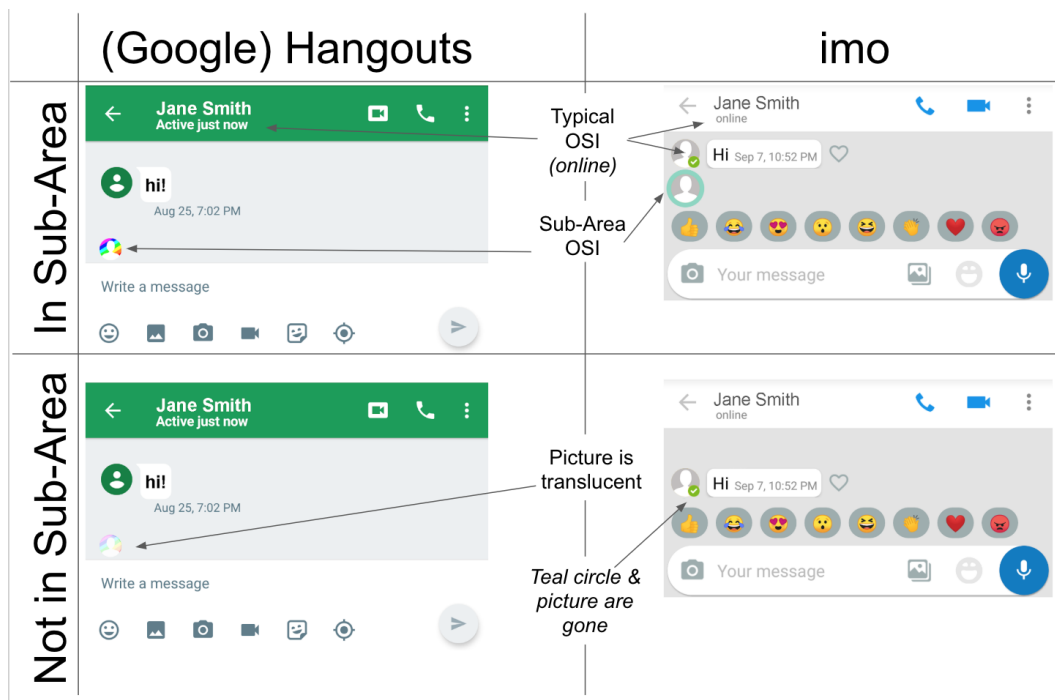 (Google) Hangouts
imo
In Sub-Area
Jane Smith
Active just now
hi!
Aug 25, 7:02 PM
Write a message
Typical
OSI
(online)
Sub-Area
OSI
Jane Smith
online
Hi Sep 7, 10:52 PM
Your message
Not in Sub-Area
Jane Smith
Active just now
hi!
Aug 25, 7:02 PM
Write a message
Picture is
translucent
Teal circle &
picture are
gone
Jane Smith
online
Hi Sep 7, 10:52 PM
Your message